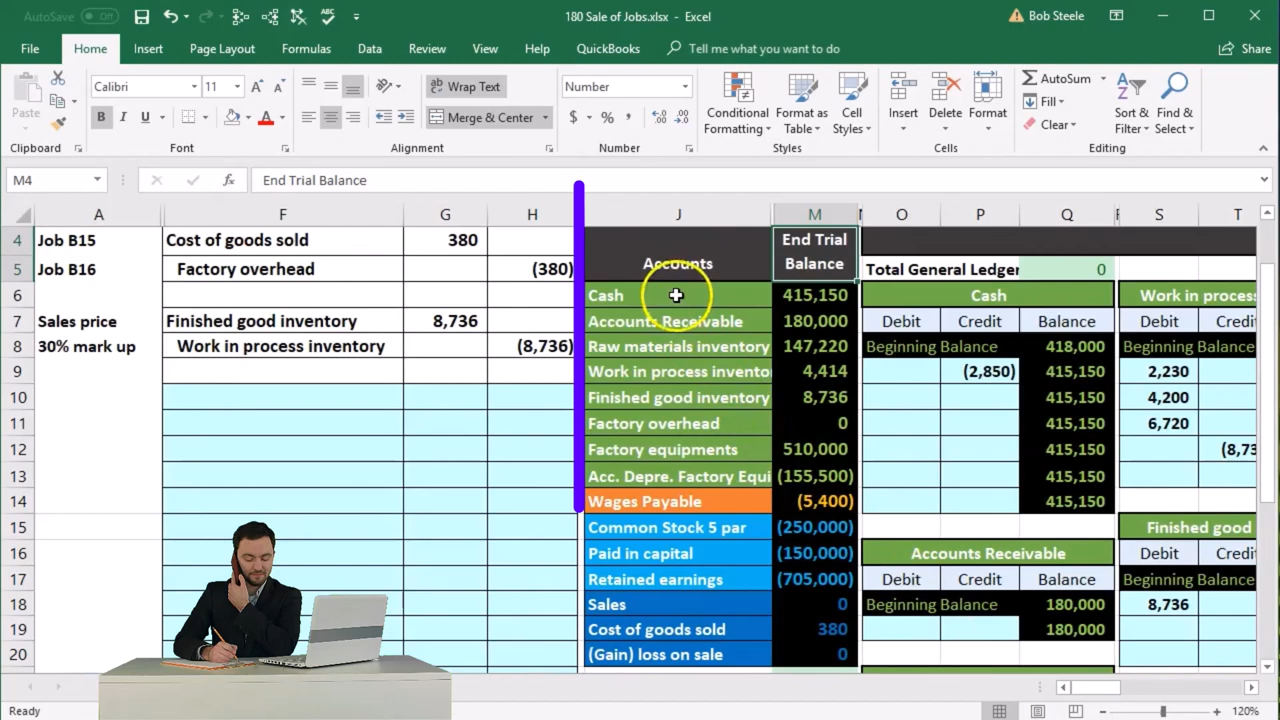 AutoSave Off 180 Sale of Jobs.xlsx — Excel Bob Steele
File Home Insert Page Layout Formulas Data Review View Help QuickBooks Tell me what you want to do Share
Paste Calibri 11 Wrap Text Number AutoSum
B I U Merge & Center $ % Conditional Formatting Format as Table Cell Styles Insert Delete Format Fill Clear Sort & Filter Find & Select
Clipboard Font Alignment Number Styles Cells Editing
M4 fx End Trial Balance
A F G H J M O P Q S T
4 Job B15 Cost of goods sold 380 Accounts End Trial Balance
5 Job B16 Factory overhead (380) Total General Ledger 0
6 Cash 415,150 Cash Work in process
7 Sales price Finished good inventory 8,736 Accounts Receivable 180,000 Debit Credit Balance Debit Credi
8 30% mark up Work in process inventory (8,736) Raw materials inventory 147,220 Beginning Balance 418,000 Beginning Balance
9 Work in process invento 4,414 (2,850) 415,150 2,230
10 Finished good inventory 8,736 415,150 4,200
11 Factory overhead 0 415,150 6,720
12 Factory equipments 510,000 415,150 (8,73
13 Acc. Depre. Factory Equi (155,500) 415,150
14 Wages Payable (5,400) 415,150
15 Common Stock 5 par (250,000) Finished good
16 Paid in capital (150,000) Accounts Receivable Debit Credi
17 Retained earnings (705,000) Debit Credit Balance Beginning Balance
18 Sales 0 Beginning Balance 180,000 8,736
19 Cost of goods sold 380 180,000
20 (Gain) loss on sale 0
Ready 120%